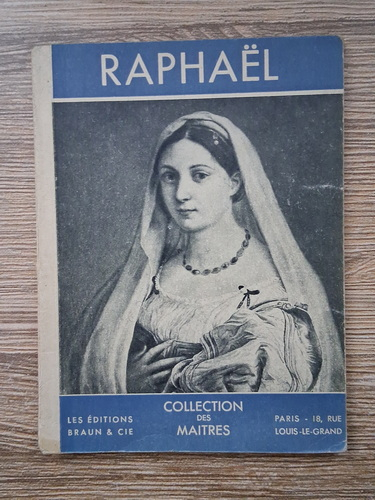 RAPHAËL
LES ÉDITIONS
BRAUN & CIE
COLLECTION
DES
MAITRES
PARIS - 18, RUE
LOUIS-LE-GRAND